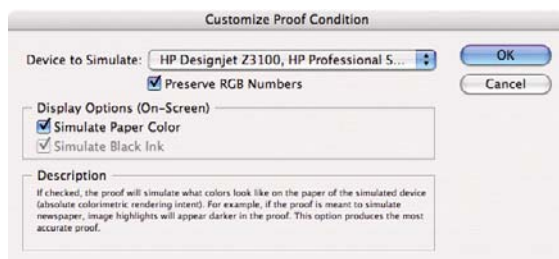 Customize Proof Condition
Device to Simulate: HP Designjet Z3100, HP Professional S... OK
Preserve RGB Numbers Cancel
Display Options (On-Screen)
Simulate Paper Color
Simulate Black Ink
Description
If checked, the proof will simulate what colors look like on the paper of the simulated device
(absolute colorimetric rendering intent). For example, if the proof is meant to simulate
newspaper, image highlights will appear darker in the proof. This option produces the most
accurate proof.